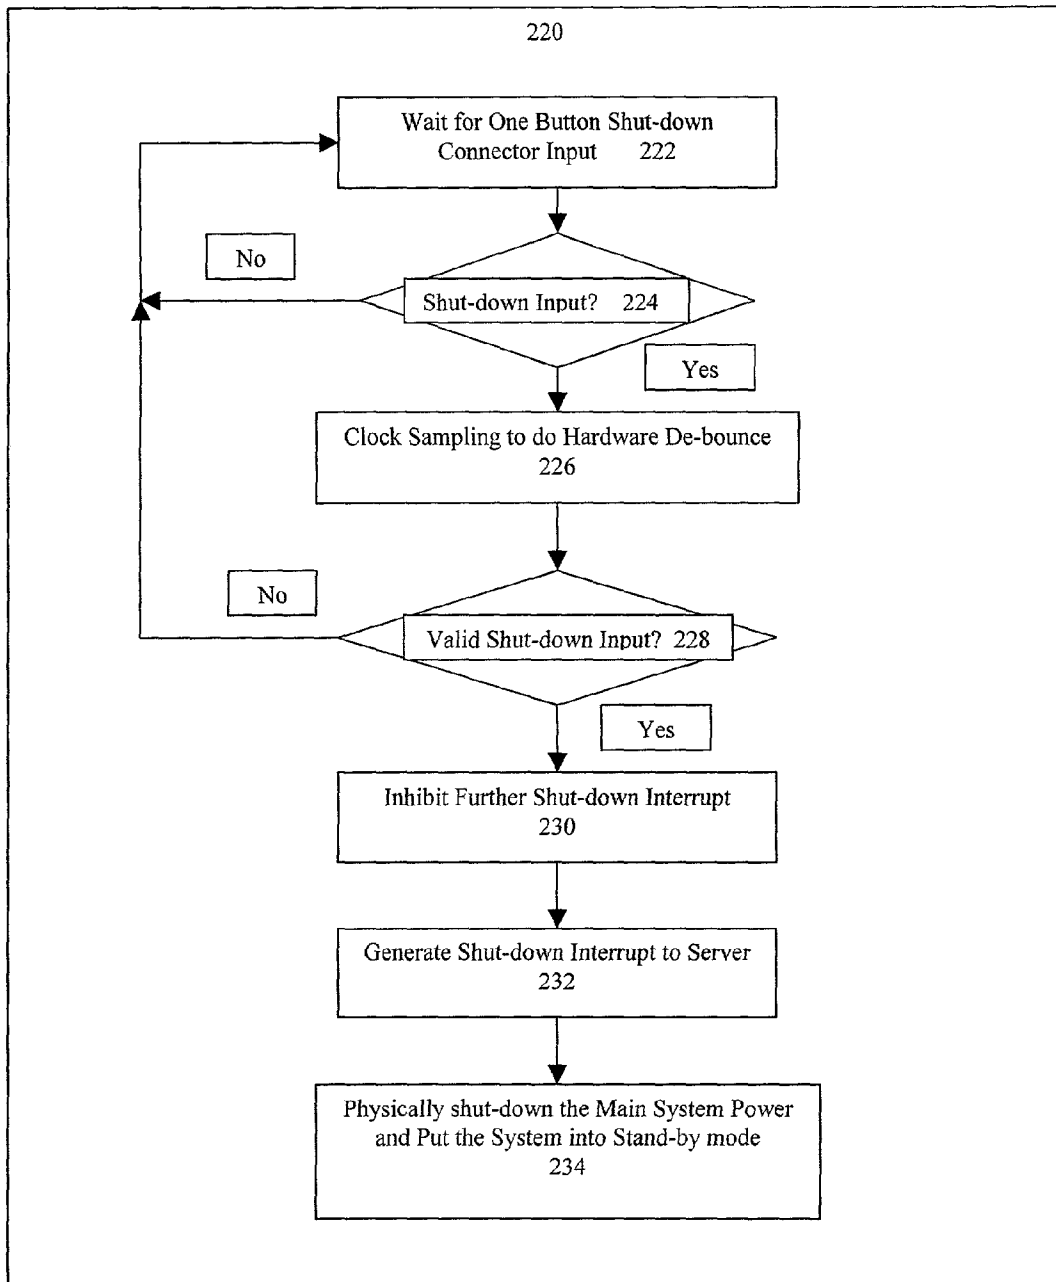 220
Wait for One Button Shut-down
Connector Input 222
No
Shut-down Input? 224
Yes
Clock Sampling to do Hardware De-bounce
226
No
Valid Shut-down Input? 228
Yes
Inhibit Further Shut-down Interrupt
230
Generate Shut-down Interrupt to Server
232
Physically shut-down the Main System Power
and Put the System into Stand-by mode
234